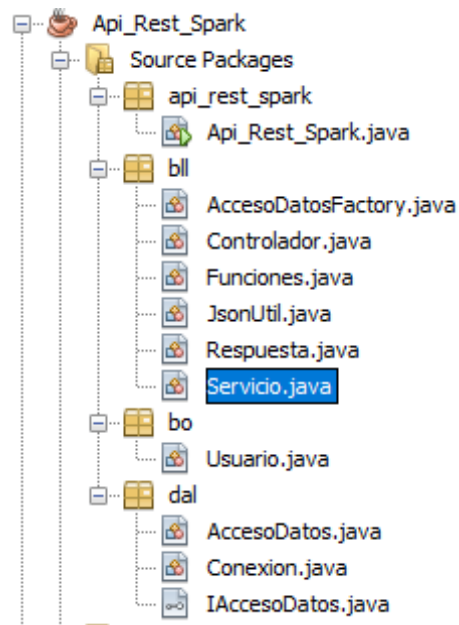 Api_Rest_Spark
Source Packages
api_rest_spark
Api_Rest_Spark.java
bll
AccesoDatosFactory.java
Controlador.java
Funciones.java
JsonUtil.java
Respuesta.java
Servicio.java
bo
Usuario.java
dal
AccesoDatos.java
Conexion.java
IAccesoDatos.java